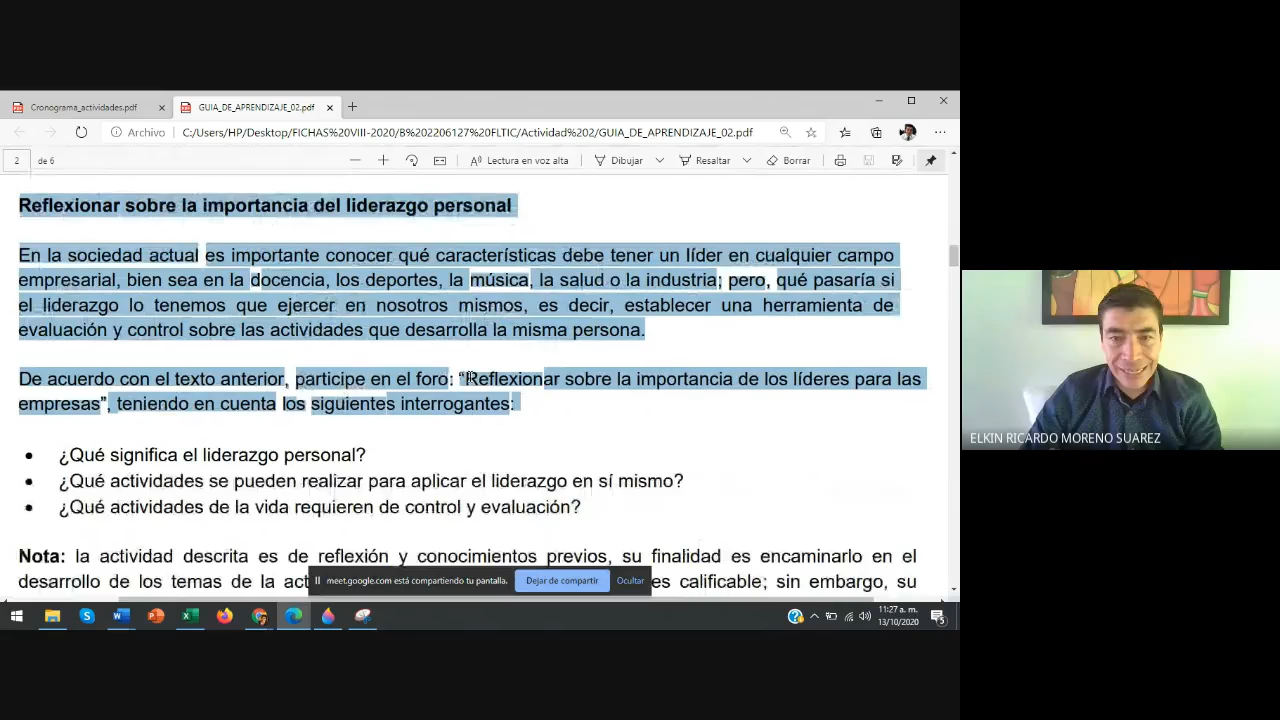 Cronograma_actividades.pdf
GUIA_DE_APRENDIZAJE_02.pdf
Archivo
C:/Users/HP/Desktop/FICHAS%20VIII-2020/B%202206127%20FLTIC/Actividad%202/GUIA_DE_APRENDIZAJE_02.pdf
2 de 6
Lectura en voz alta
Dibujar
Resaltar
Borrar
Reflexionar sobre la importancia del liderazgo personal
En la sociedad actual es importante conocer qué características debe tener un líder en cualquier campo
empresarial, bien sea en la docencia, los deportes, la música, la salud o la industria; pero, qué pasaría si
el liderazgo lo tenemos que ejercer en nosotros mismos, es decir, establecer una herramienta de
evaluación y control sobre las actividades que desarrolla la misma persona.
De acuerdo con el texto anterior, participe en el foro: “Reflexionar sobre la importancia de los líderes para las
empresas”, teniendo en cuenta los siguientes interrogantes:
• ¿Qué significa el liderazgo personal?
• ¿Qué actividades se pueden realizar para aplicar el liderazgo en sí mismo?
• ¿Qué actividades de la vida requieren de control y evaluación?
Nota: la actividad descrita es de reflexión y conocimientos previos, su finalidad es encaminarlo en el
desarrollo de los temas de la act
es calificable; sin embargo, su
meet.google.com está compartiendo tu pantalla.
Dejar de compartir
Ocultar
11:27 a. m.
13/10/2020
5
ELKIN RICARDO MORENO SUAREZ